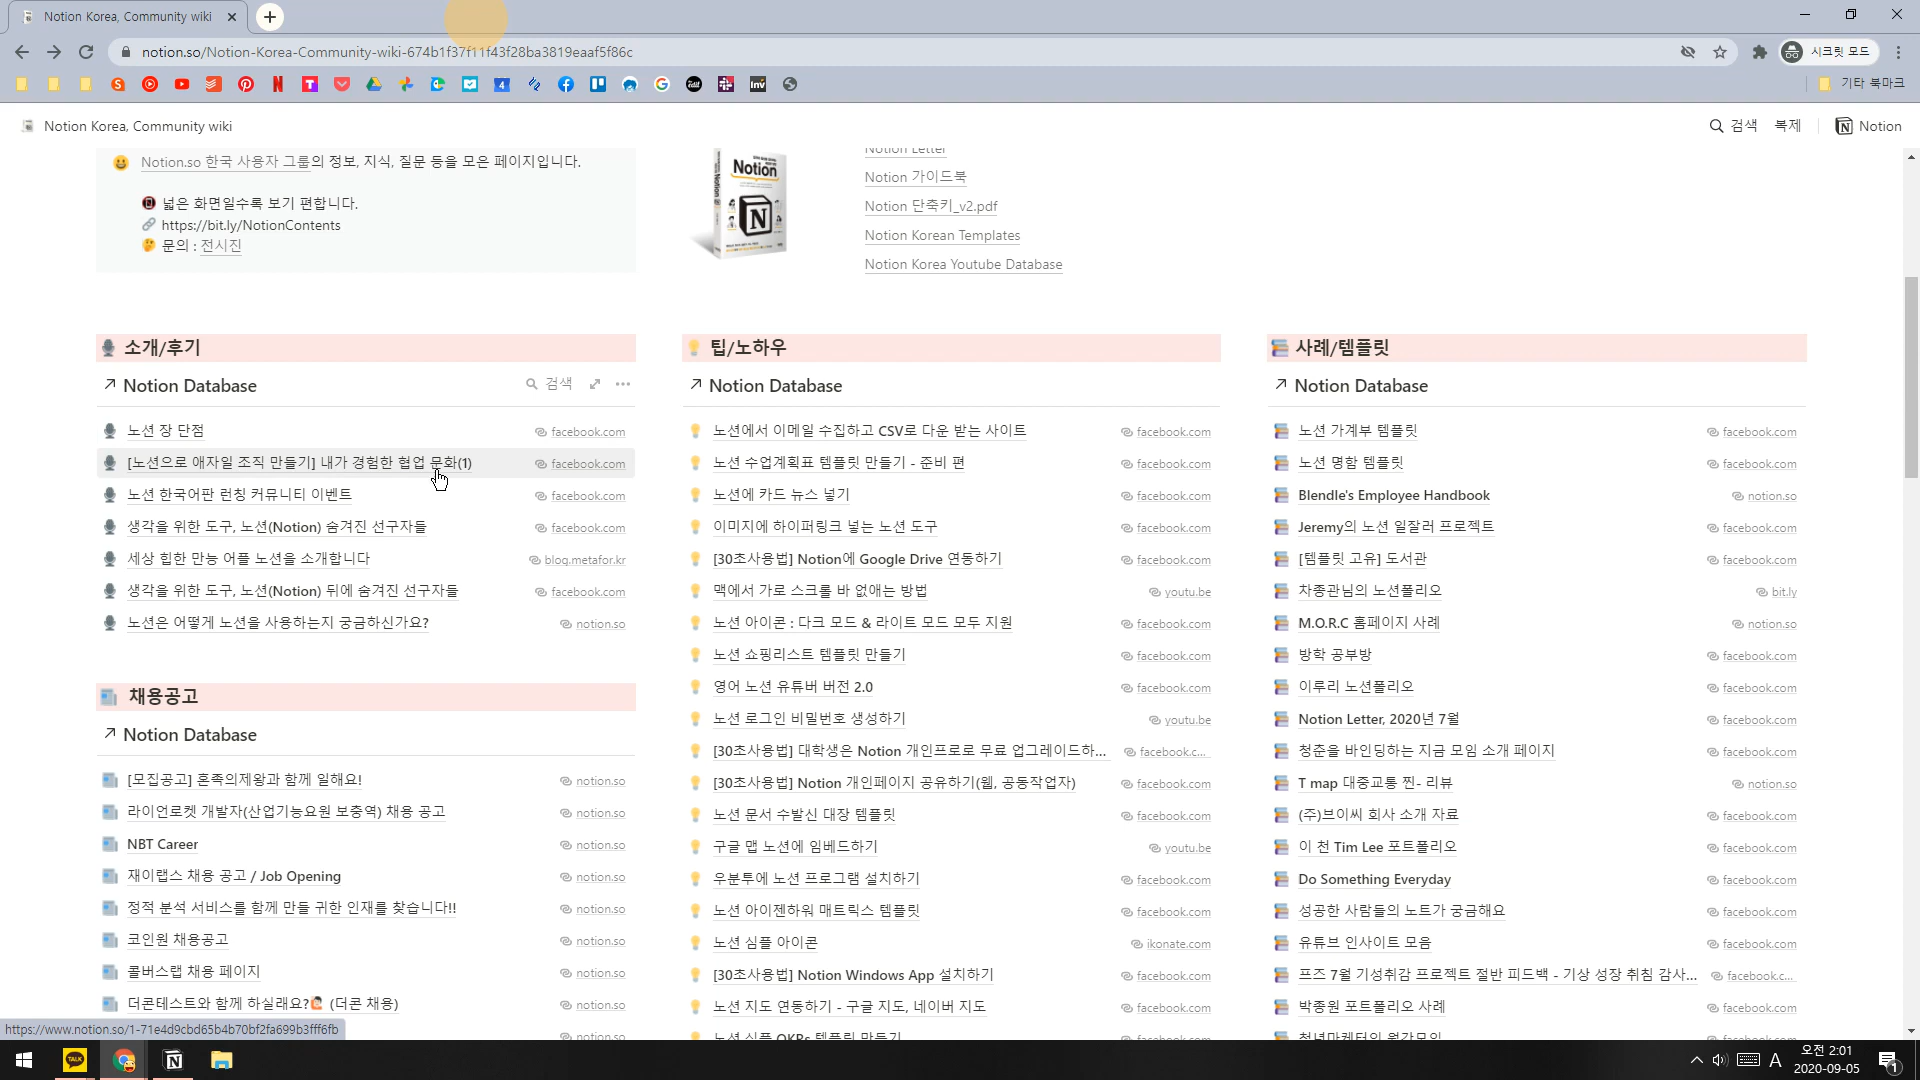 Notion Korea, Community wiki
notion.so/Notion-Korea-Community-wiki-674b1f37f11f43f28ba3819eaaf5f86c
시크릿 모드
기타 북마크
Notion Korea, Community wiki
검색
복제
Notion
Notion.so 한국 사용자 그룹의 정보, 지식, 질문 등을 모은 페이지입니다.
넓은 화면일수록 보기 편합니다.
https://bit.ly/NotionContents
문의 : 전시진
Notion
Notion Letter
Notion 가이드북
Notion 단축키_v2.pdf
Notion Korean Templates
Notion Korea Youtube Database
소개/후기
Notion Database
검색
노션 장 단점 facebook.com
[노션으로 애자일 조직 만들기] 내가 경험한 협업 문화(1) facebook.com
노션 한국어판 런칭 커뮤니티 이벤트 facebook.com
생각을 위한 도구, 노션(Notion) 숨겨진 선구자들 facebook.com
세상 힙한 만능 어플 노션을 소개합니다 blog.metafor.kr
생각을 위한 도구, 노션(Notion) 뒤에 숨겨진 선구자들 facebook.com
노션은 어떻게 노션을 사용하는지 궁금하신가요? notion.so
채용공고
Notion Database
[모집공고] 혼족의제왕과 함께 일해요! notion.so
라이언로켓 개발자(산업기능요원 보충역) 채용 공고 notion.so
NBT Career notion.so
재이랩스 채용 공고 / Job Opening notion.so
정적 분석 서비스를 함께 만들 귀한 인재를 찾습니다!! notion.so
코인원 채용공고 notion.so
콜버스랩 채용 페이지 notion.so
더콘테스트와 함께 하실래요? (더콘 채용) notion.so
notion.so
팁/노하우
Notion Database
노션에서 이메일 수집하고 CSV로 다운 받는 사이트 facebook.com
노션 수업계획표 템플릿 만들기 - 준비 편 facebook.com
노션에 카드 뉴스 넣기 facebook.com
이미지에 하이퍼링크 넣는 노션 도구 facebook.com
[30초사용법] Notion에 Google Drive 연동하기 facebook.com
맥에서 가로 스크롤 바 없애는 방법 youtu.be
노션 아이콘 : 다크 모드 & 라이트 모드 모두 지원 facebook.com
노션 쇼핑리스트 템플릿 만들기 facebook.com
영어 노션 유튜버 버전 2.0 facebook.com
노션 로그인 비밀번호 생성하기 youtu.be
[30초사용법] 대학생은 Notion 개인프로로 무료 업그레이드하... facebook.c...
[30초사용법] Notion 개인페이지 공유하기(웹, 공동작업자) facebook.com
노션 문서 수발신 대장 템플릿 facebook.com
구글 맵 노션에 임베드하기 youtu.be
우분투에 노션 프로그램 설치하기 facebook.com
노션 아이젠하워 매트릭스 템플릿 facebook.com
노션 심플 아이콘 ikonate.com
[30초사용법] Notion Windows App 설치하기 facebook.com
노션 지도 연동하기 - 구글 지도, 네이버 지도 facebook.com
노션 심플 OKRs 템플릿 만들기 facebook.com
사례/템플릿
Notion Database
노션 가계부 템플릿 facebook.com
노션 명함 템플릿 facebook.com
Blendle's Employee Handbook notion.so
Jeremy의 노션 일잘러 프로젝트 facebook.com
[템플릿 고유] 도서관 facebook.com
차종관님의 노션폴리오 bit.ly
M.O.R.C 홈페이지 사례 notion.so
방학 공부방 facebook.com
이루리 노션폴리오 facebook.com
Notion Letter, 2020년 7월 facebook.com
청춘을 바인딩하는 지금 모임 소개 페이지 facebook.com
T map 대중교통 찐- 리뷰 notion.so
(주)브이씨 회사 소개 자료 facebook.com
이 천 Tim Lee 포트폴리오 facebook.com
Do Something Everyday facebook.com
성공한 사람들의 노트가 궁금해요 facebook.com
유튜브 인사이트 모음 facebook.com
프즈 7월 기성취감 프로젝트 절반 피드백 - 기상 성장 취침 감사... facebook.c...
박종원 포트폴리오 사례 facebook.com
청년마케터의 월간모임 facebook.com
https://www.notion.so/1-71e4d9cbd65b4b70bf2fa699b3fff6fb
TALK
A
오전 2:01
2020-09-05
1